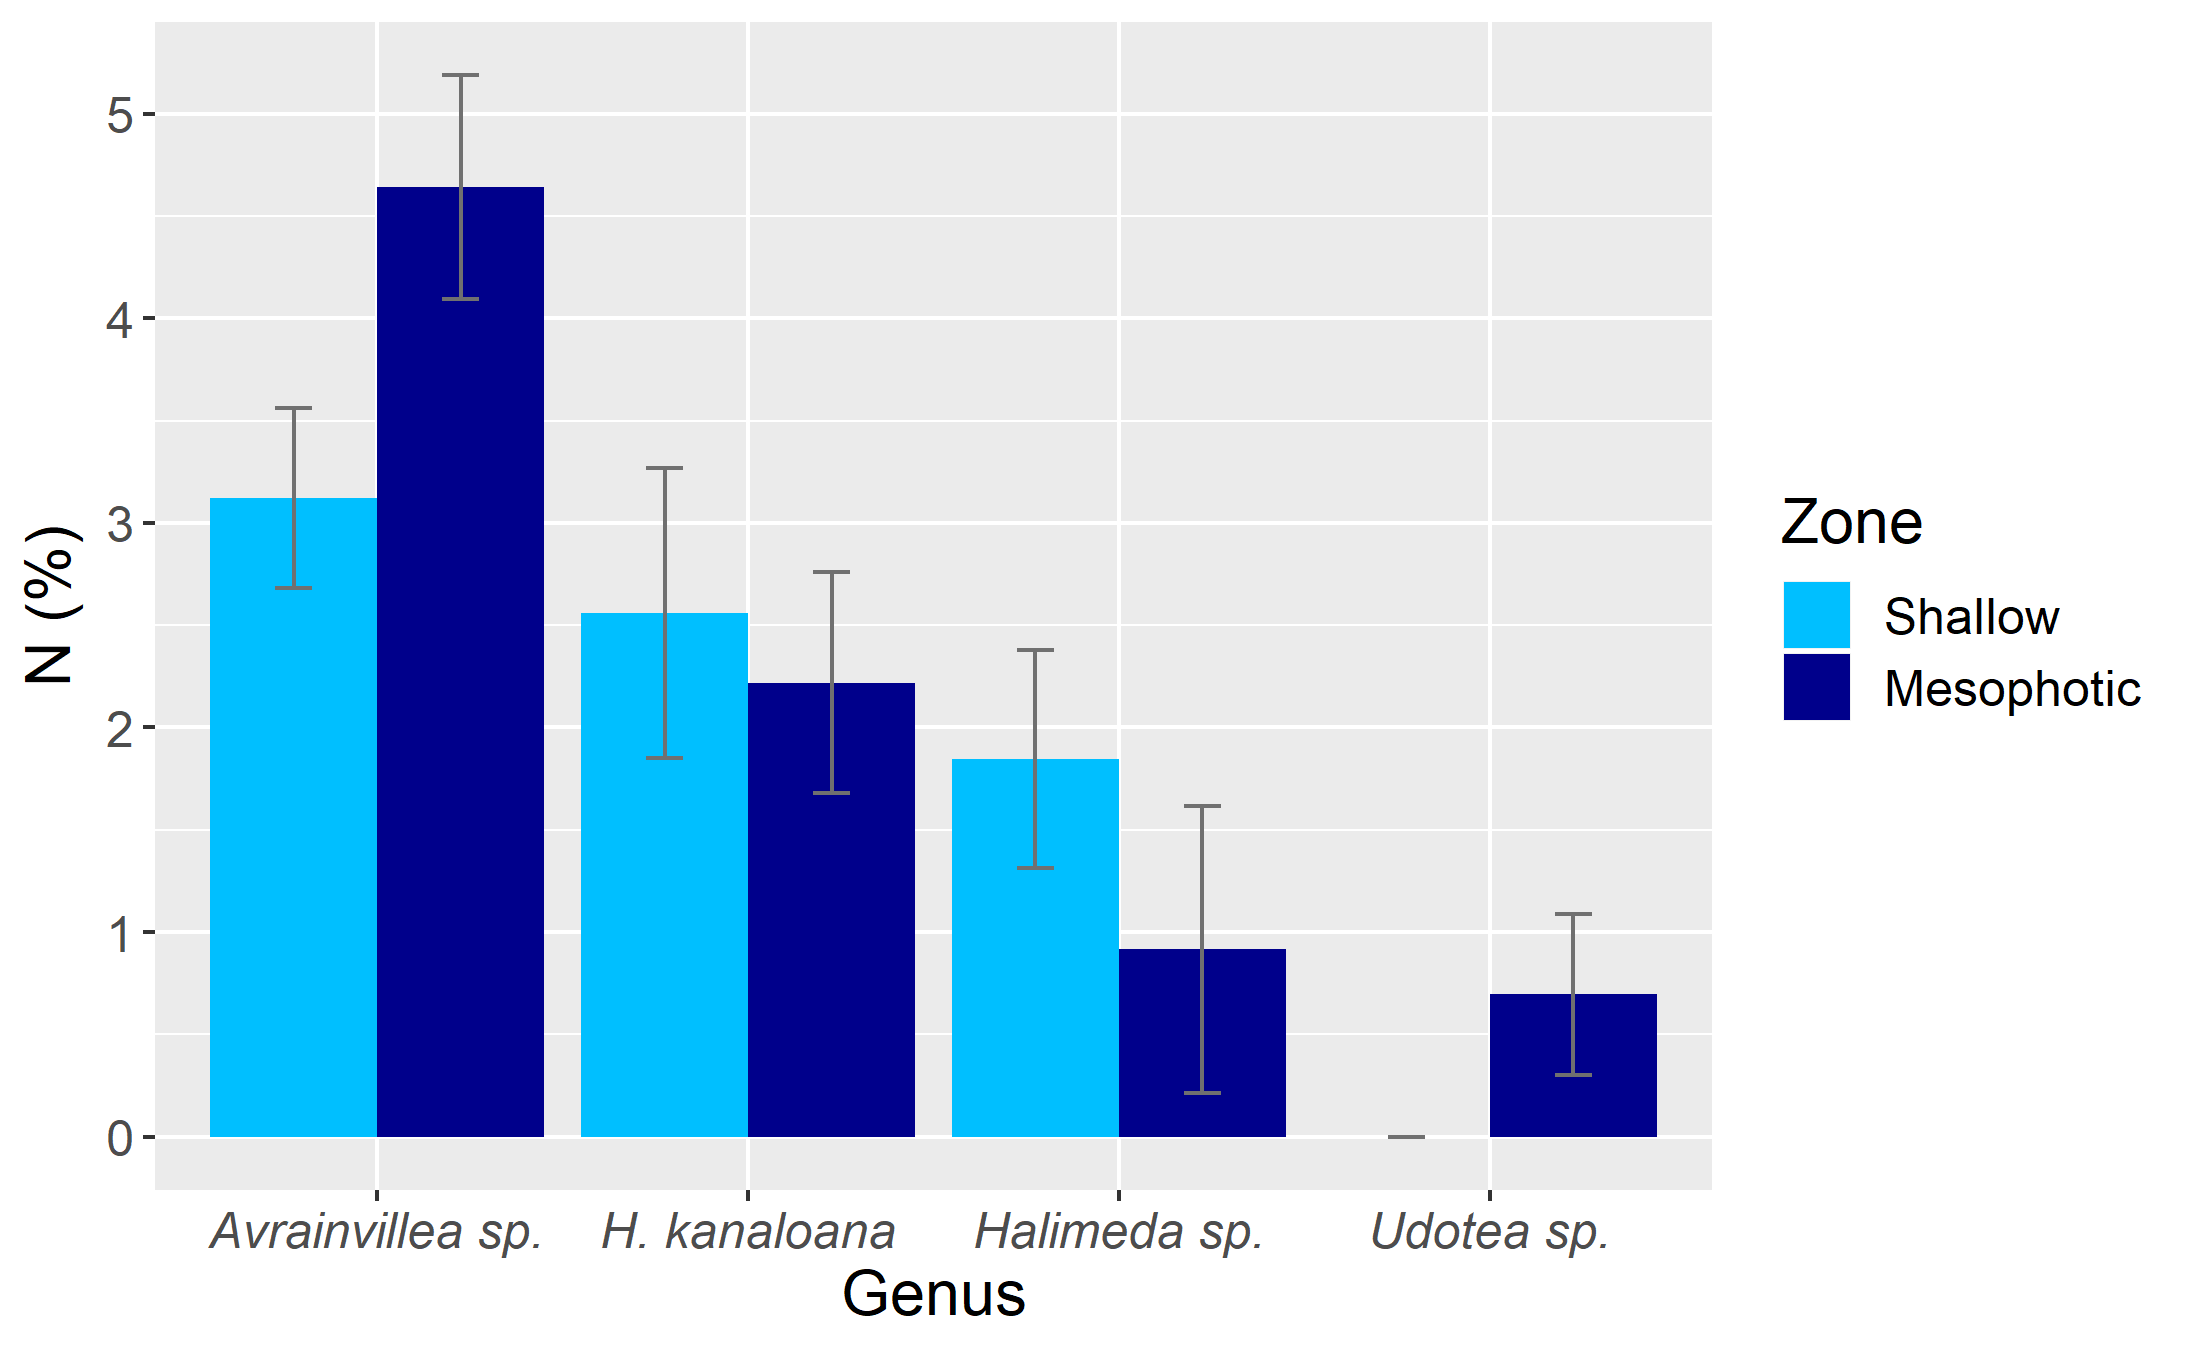 N (%)
5
4
3
2
1
0
Avrainvillea sp.
H. kanaloana
Halimeda sp.
Udotea sp.
Genus
Zone
Shallow
Mesophotic